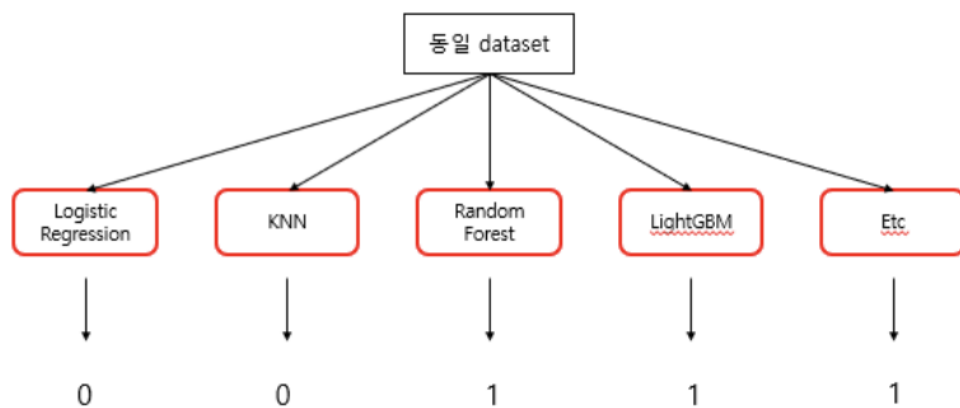 동일 dataset
Logistic
Regression
KNN
Random
Forest
LightGBM
Etc
0
0
1
1
1